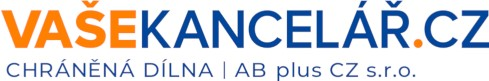 VAŠEKANCELÁŘ.CZ
CHRÁNĚNÁ DÍLNA | AB plus CZ s.r.o.